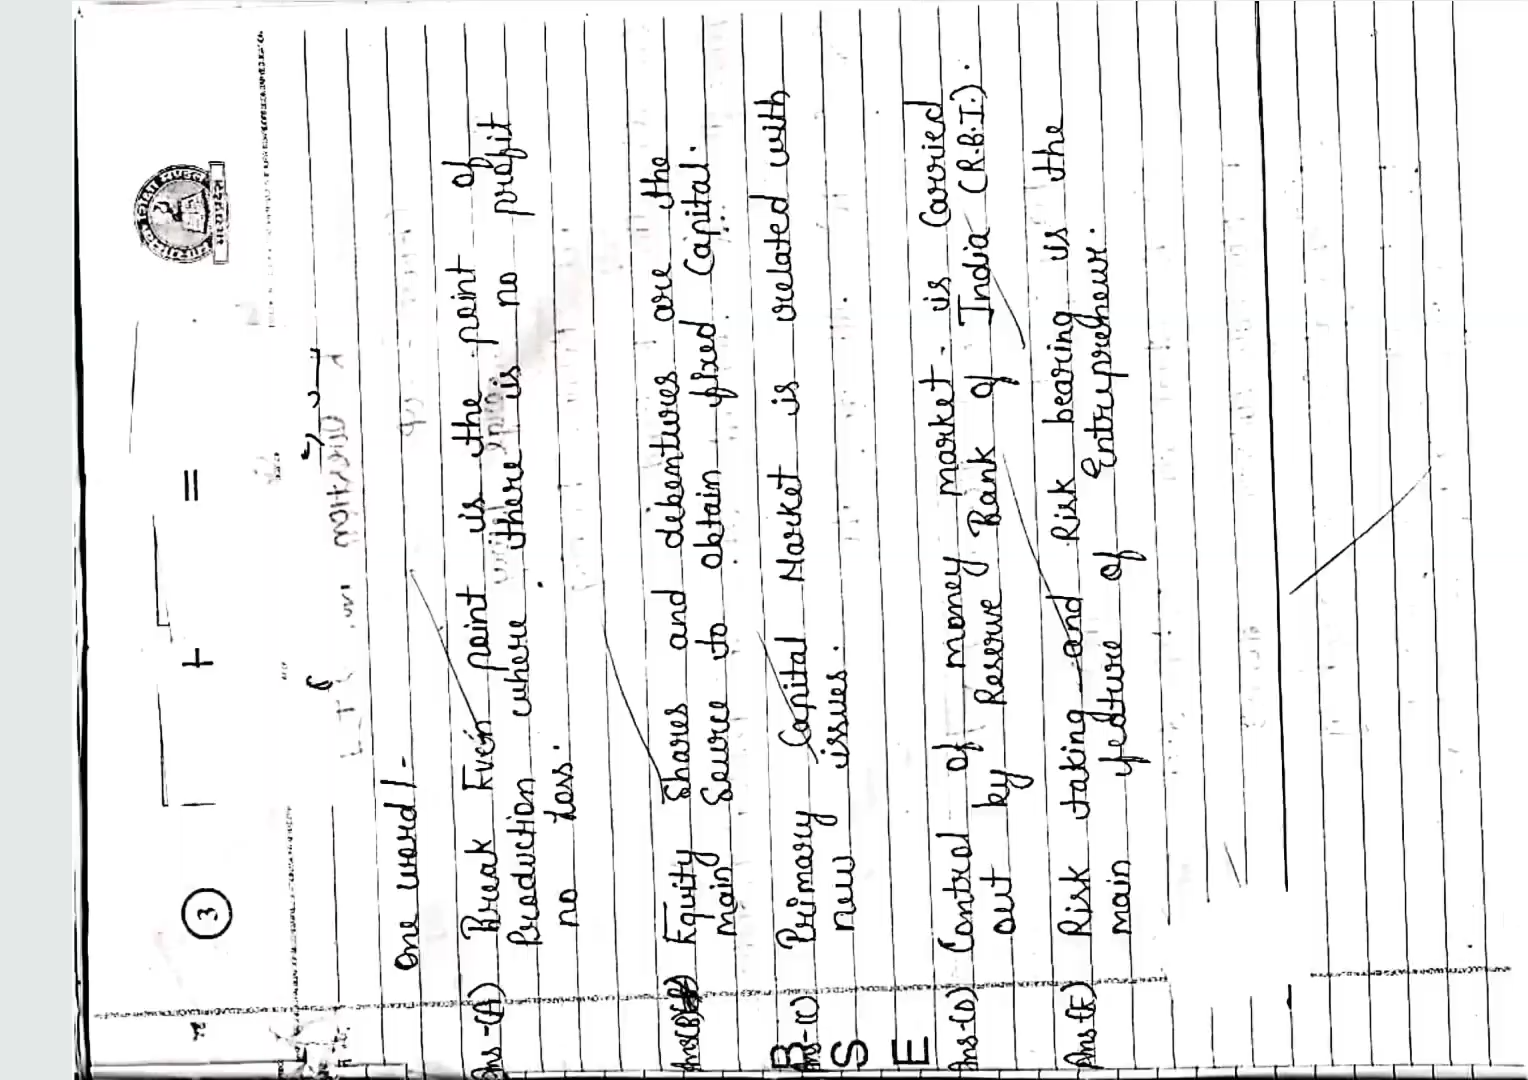 3
+
=
One word :-
Ans-(A) Break Even point is the point of
Production where there is no profit
no Loss.
Ans(B) Equity Shares and debentures are the
main Source to obtain fixed Capital.
Ans-(C) Primary Capital Market is related with
new issues.
Ans-(D) Control of money market is Carried
out by Reserve Bank of India (R.B.I.).
Ans(E) Risk taking and Risk bearing is the
main feature of Entrepreheur.
B
S
E